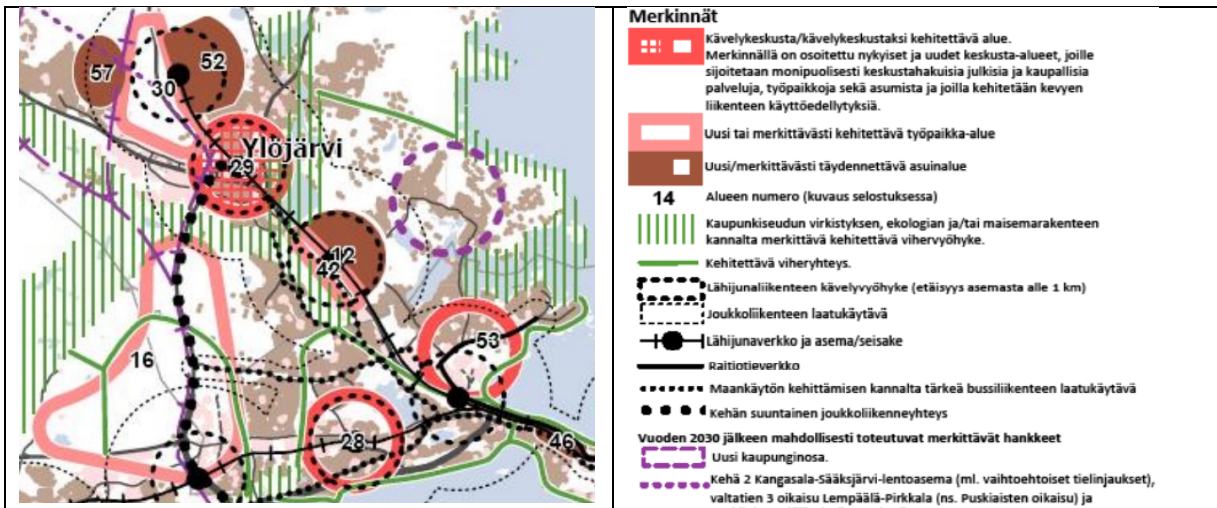 57
52
30
Ylöjärvi
29
12
42
53
16
28
46
Merkinnät
Kävelykeskusta/kävelykeskustaksi kehitettävä alue.
Merkinnällä on osoitettu nykyiset ja uudet keskusta-alueet, joille
sijoitetaan monipuolisesti keskustahakuisia julkisia ja kaupallisia
palveluja, työpaikkoja sekä asumista ja joilla kehitetään kevyen
liikenteen käyttöedellytyksiä.
Uusi tai merkittävästi kehitettävä työpaikka-alue
Uusi/merkittävästi täydennettävä asuinalue
14 Alueen numero (kuvaus selostuksessa)
Kaupunkiseudun virkistyksen, ekologian ja/tai maisemarakenteen
kannalta merkittävä kehitettävä vihervyöhyke.
Kehitettävä viheryhteys.
Lähijunaliikenteen kävelyvyöhyke (etäisyys asemasta alle 1 km)
Joukkoliikenteen laatukäytävä
Lähijunaverkko ja asema/seisake
Raitiotieverkko
Maankäytön kehittämisen kannalta tärkeä bussiliikenteen laatukäytävä
Kehän suuntainen joukkoliikenneyhteys
Vuoden 2030 jälkeen mahdollisesti toteutuvat merkittävät hankkeet
Uusi kaupunginosa.
Kehä 2 Kangasala-Sääksjärvi-lentoasema (ml. vaihtoehtoiset tielinjaukset),
valtatien 3 oikaisu Lempäälä-Pirkkala (ns. Puskiaisten oikaisu) ja